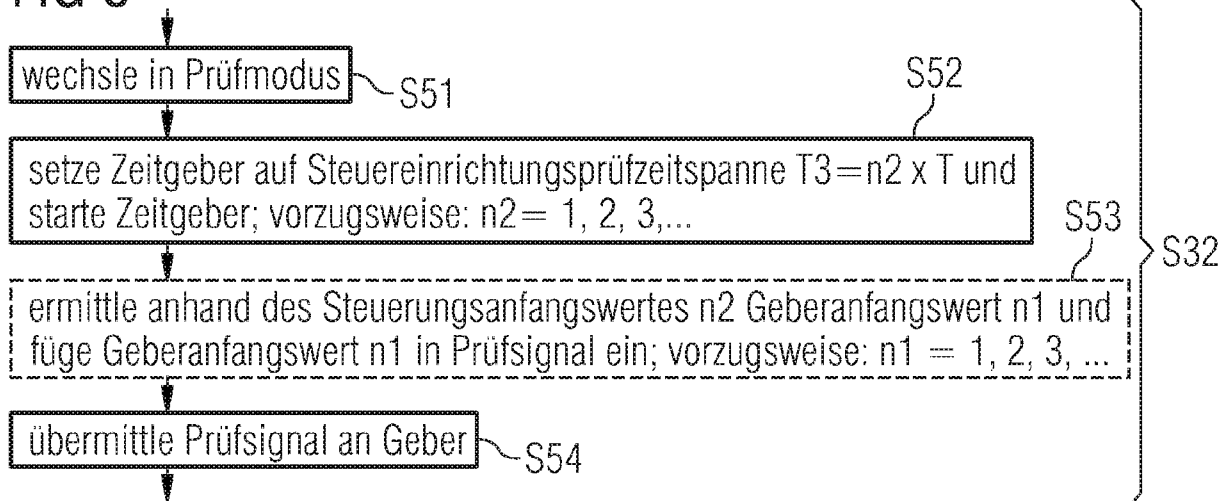 wechsle in Prüfmodus
S51
S52
setze Zeitgeber auf Steuereinrichtungsprüfzeitspanne T3=n2 x T und
starte Zeitgeber; vorzugsweise: n2= 1, 2, 3,...
S53
S32
ermittle anhand des Steuerungsanfangswertes n2 Geberanfangswert n1 und
füge Geberanfangswert n1 in Prüfsignal ein; vorzugsweise: n1 = 1, 2, 3, ...
übermittle Prüfsignal an Geber
S54